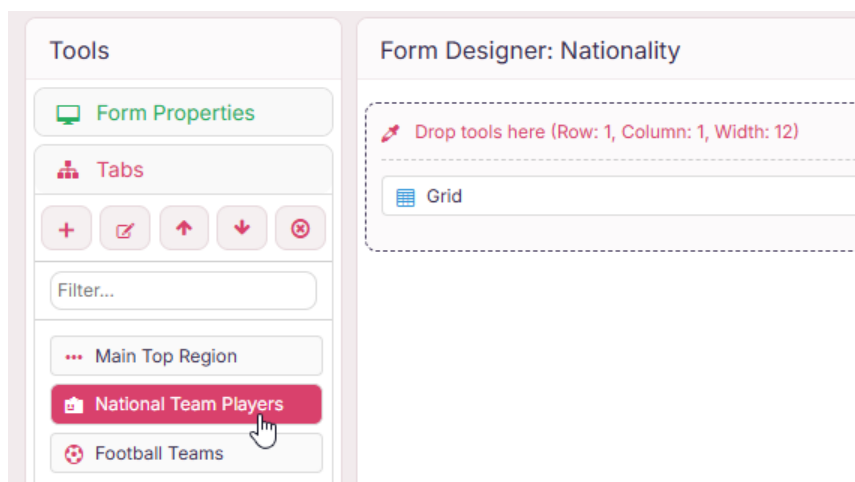 Tools
Form Properties
Tabs
Filter...
Main Top Region
National Team Players
Football Teams
Form Designer: Nationality
Drop tools here (Row: 1, Column: 1, Width: 12)
Grid